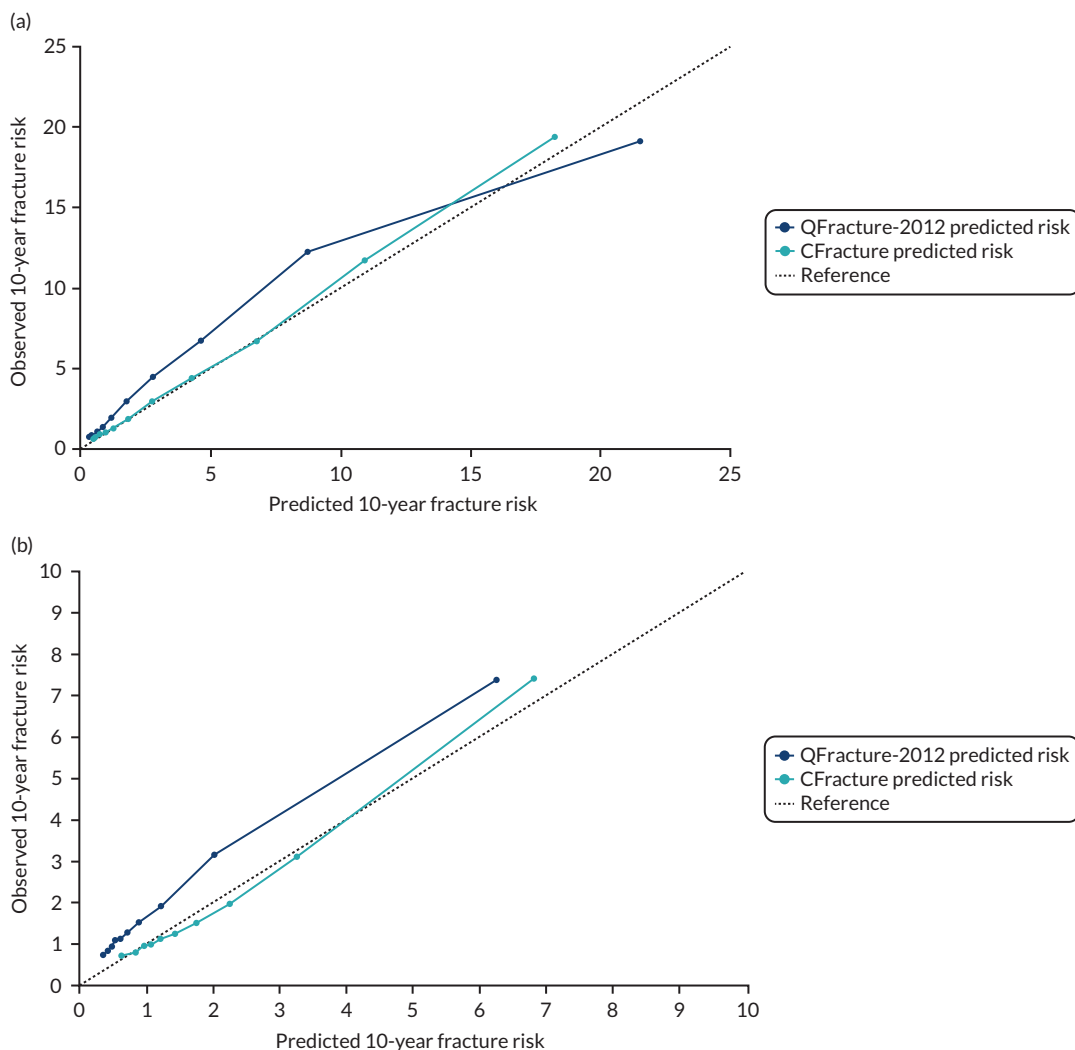 (a)
25
20
15
10
5
0
Observed 10-year fracture risk
0 5 10 15 20 25
Predicted 10-year fracture risk
QFracture-2012 predicted risk
CFracture predicted risk
Reference
(b)
10
9
8
7
6
5
4
3
2
1
0
Observed 10-year fracture risk
0 1 2 3 4 5 6 7 8 9 10
Predicted 10-year fracture risk
QFracture-2012 predicted risk
CFracture predicted risk
Reference